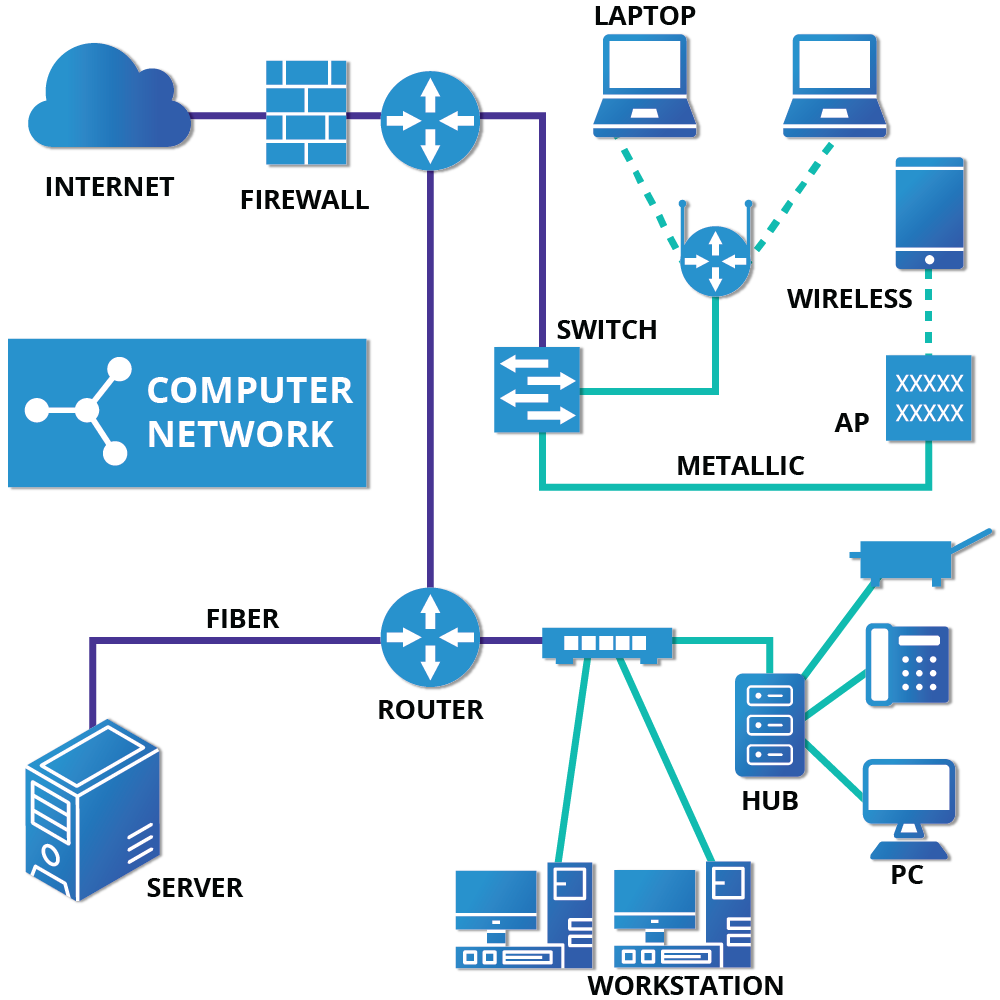 LAPTOP
INTERNET
FIREWALL
WIRELESS
SWITCH
COMPUTER
NETWORK
XXXXX
XXXXX
AP
METALLIC
FIBER
ROUTER
HUB
PC
SERVER
WORKSTATION